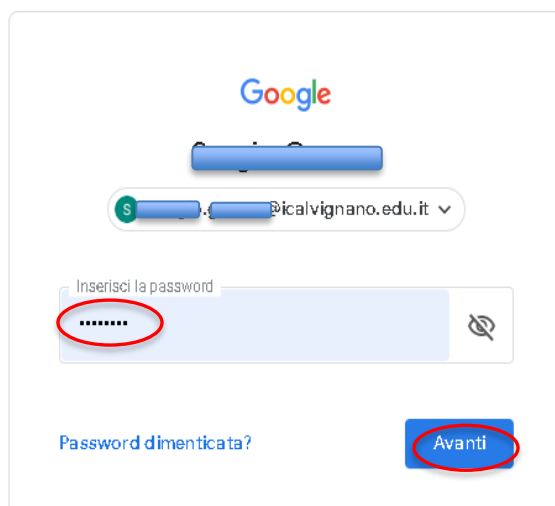 Google
S
@icalvignano.edu.it
Inserisci la password
Password dimenticata?
Avanti